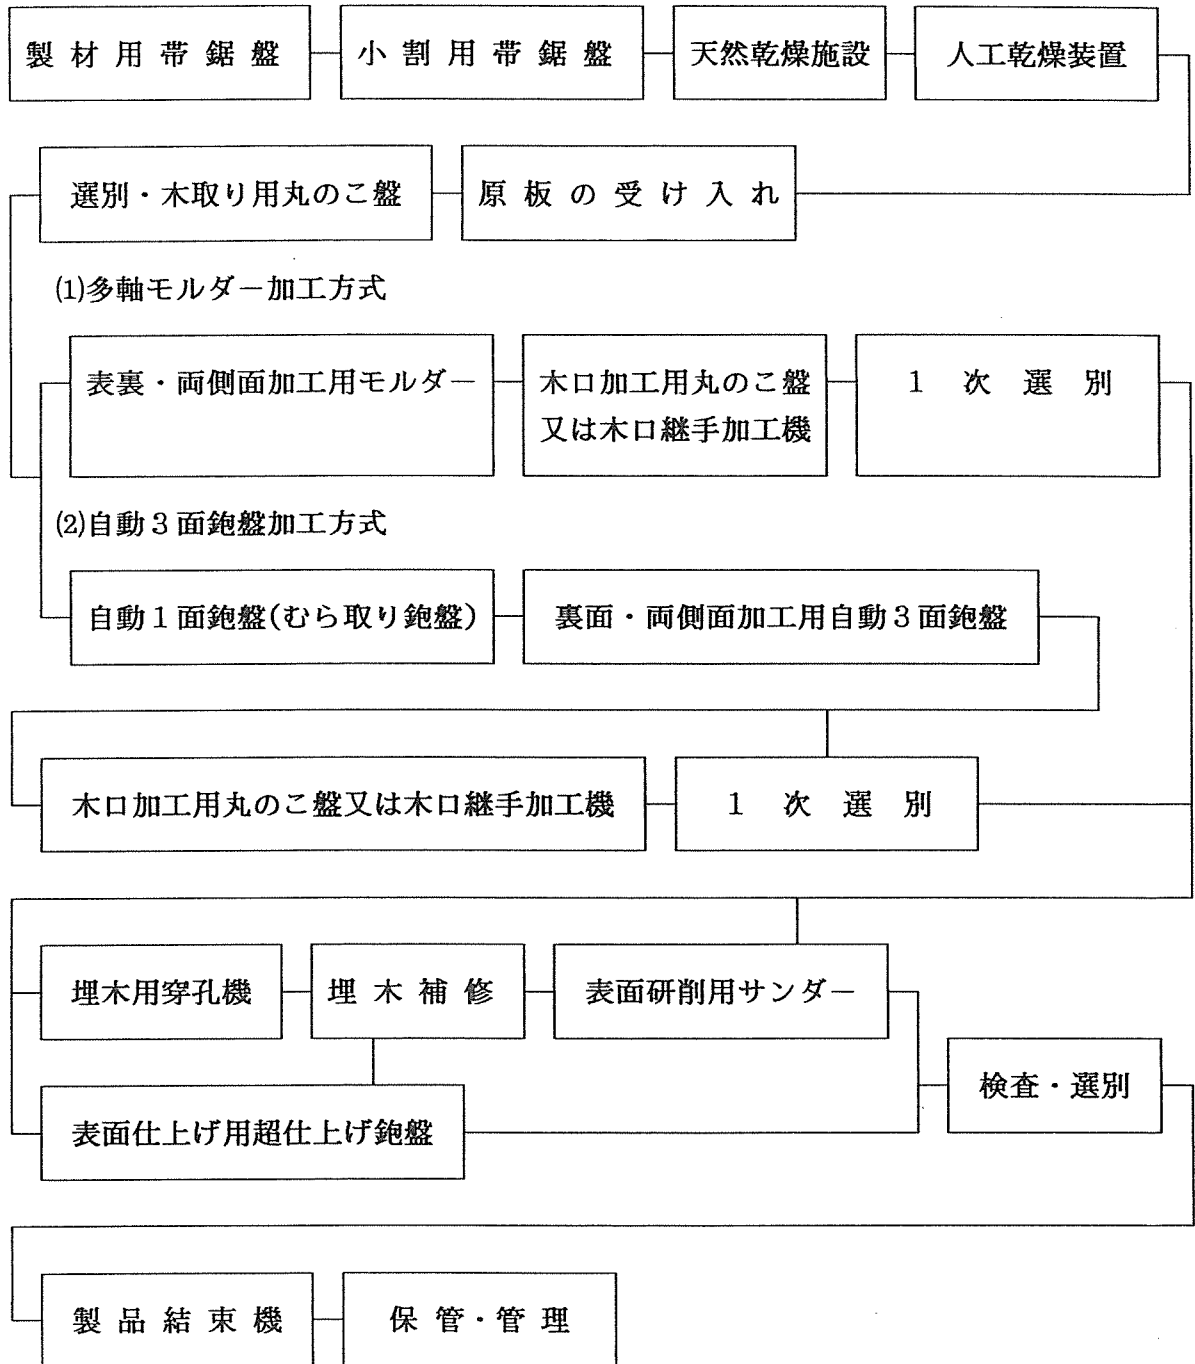 製材用帯鋸盤
小割用帯鋸盤
天然乾燥施設
人工乾燥装置
選別・木取り用丸のこ盤
原板の受け入れ
(1)多軸モルダー加工方式
表裏・両側面加工用モルダー
木口加工用丸のこ盤
又は木口継手加工機
1次選別
(2)自動3面鉋盤加工方式
自動1面鉋盤(むら取り鉋盤)
裏面・両側面加工用自動3面鉋盤
木口加工用丸のこ盤又は木口継手加工機
1次選別
埋木用穿孔機
埋木補修
表面研削用サンダー
検査・選別
表面仕上げ用超仕上げ鉋盤
製品結束機
保管・管理